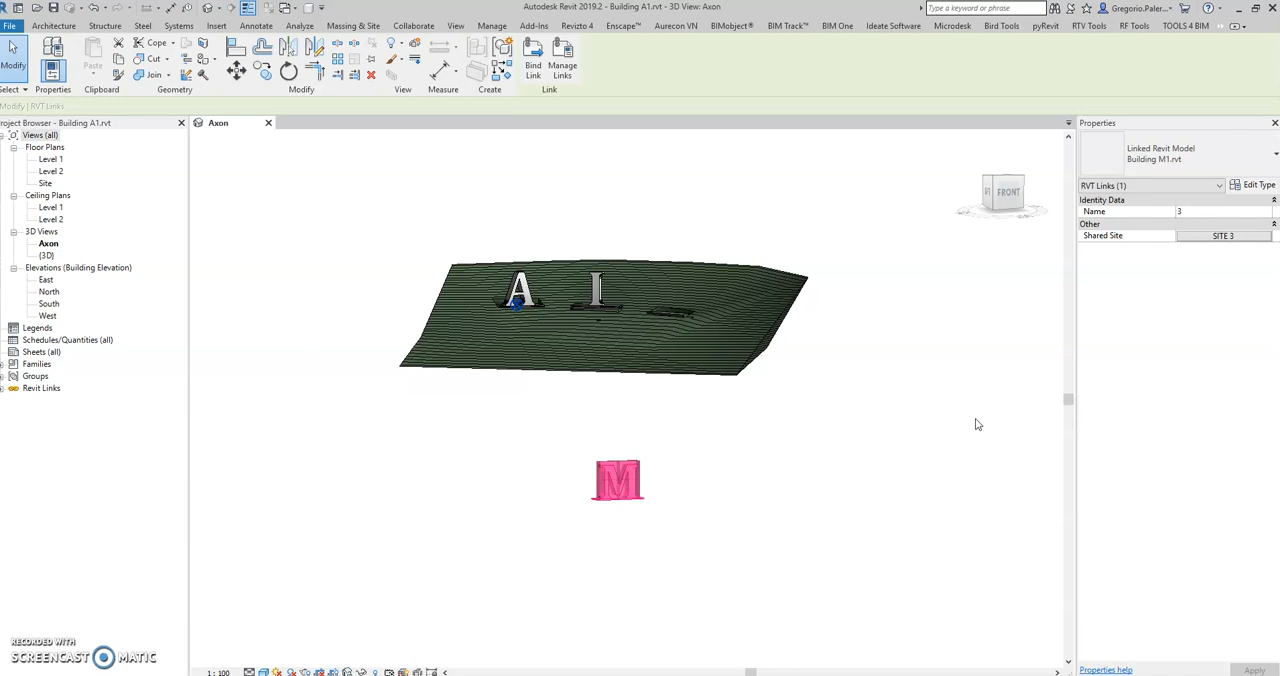 Autodesk Revit 2019.2 - Building A1.rvt - 3D View: Axon
Type a keyword or phrase
Gregorio.Paler...
File Architecture Structure Steel Systems Insert Annotate Analyze Massing & Site Collaborate View Manage Add-Ins Enscape™ Aurecon VN BIMobject® BIM Track™ BIM One Ideate Software Revizto 4 Microdesk Bird Tools pyRevit RTV Tools RF Tools TOOLS 4 BIM
Cope
Cut
Join
Modify
Paste
Bind Link
Manage Links
Select Properties Clipboard Geometry Modify View Measure Create Link
Modify | RVT Links
Project Browser - Building A1.rvt
Axon
Properties
Views (all)
Floor Plans
Level 1
Level 2
Site
Ceiling Plans
Level 1
Level 2
3D Views
Axon
{3D}
Elevations (Building Elevation)
East
North
South
West
Legends
Schedules/Quantities (all)
Sheets (all)
Families
Groups
Revit Links
FRONT
A I
M
Linked Revit Model
Building M1.rvt
RVT Links (1) Edit Type
Identity Data
Name 3
Other
Shared Site SITE 3
RECORDED WITH
SCREENCAST MATIC
1 : 100
Properties help
Apply